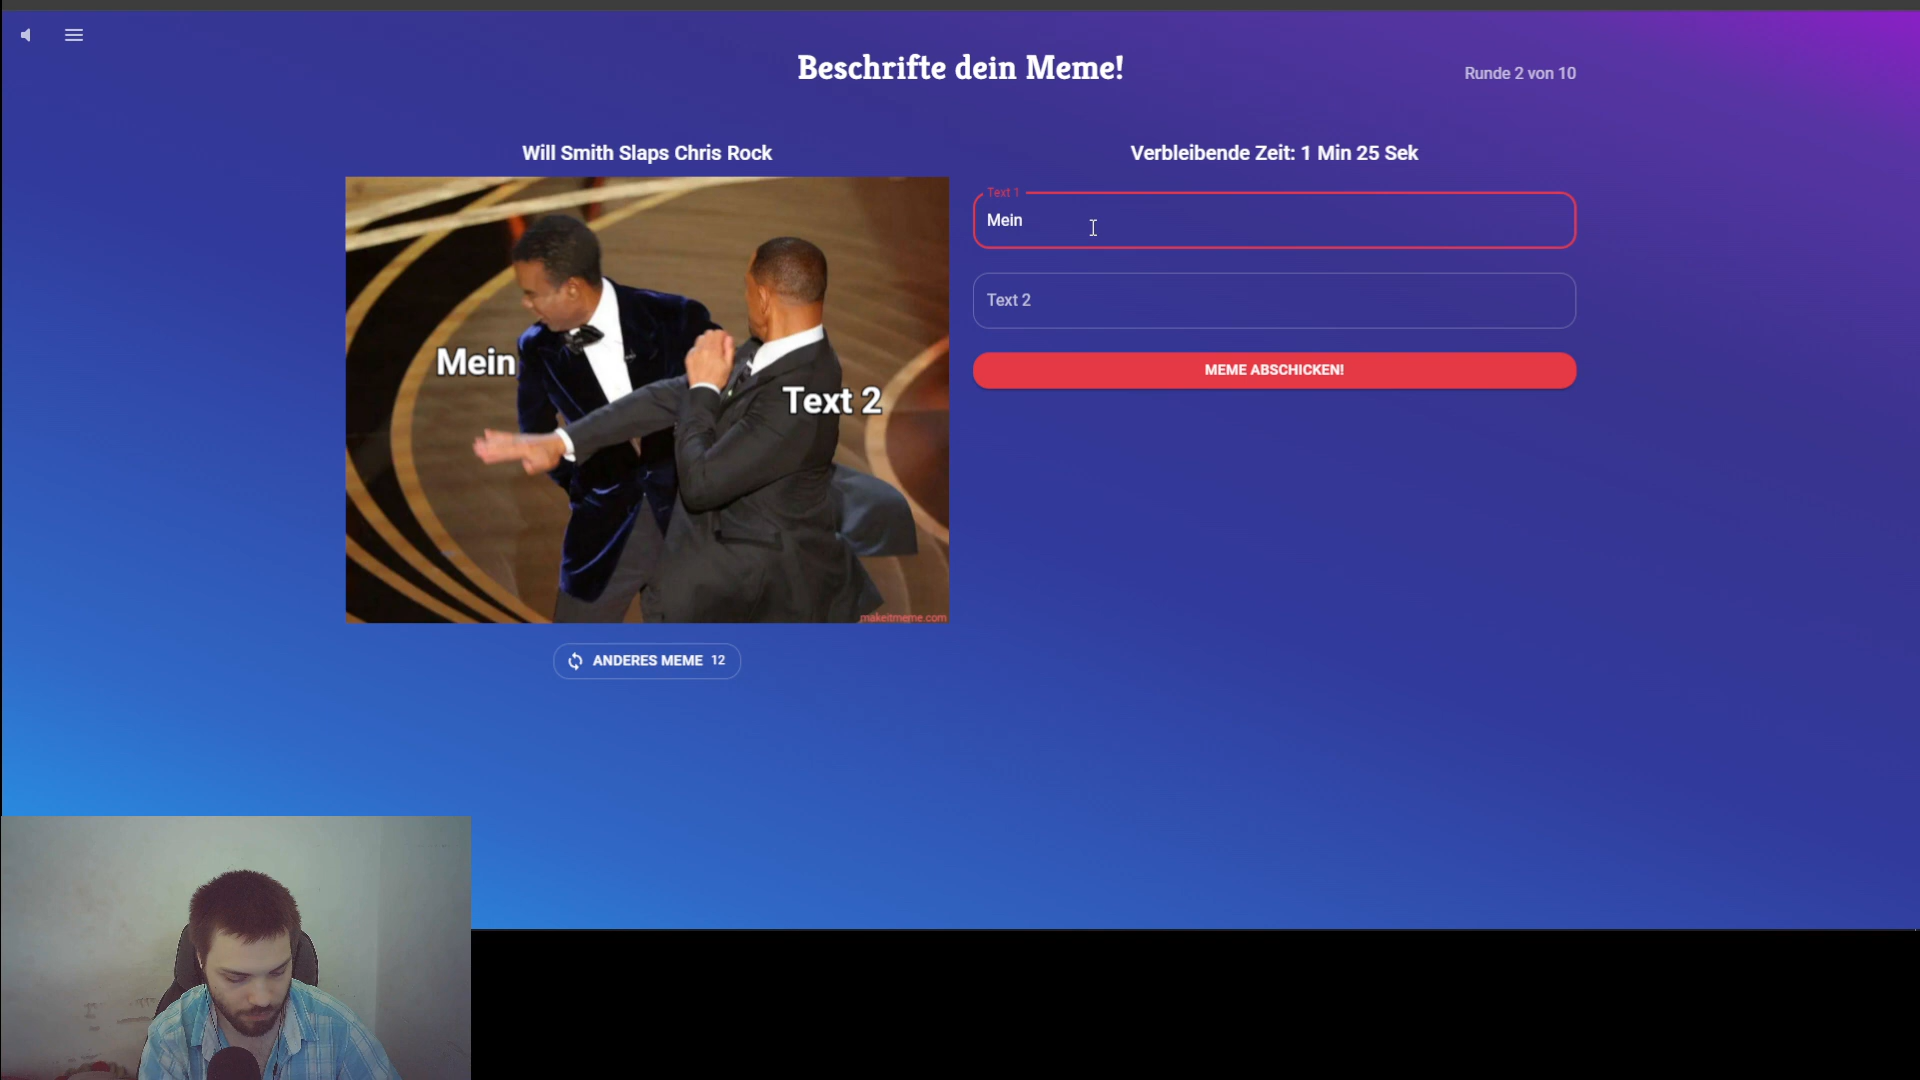 Beschrifte dein Meme!
Runde 2 von 10
Will Smith Slaps Chris Rock
Mein
Text 2
makeitmeme.com
ANDERES MEME 12
Verbleibende Zeit: 1 Min 25 Sek
Text 1
Mein
Text 2
MEME ABSCHICKEN!